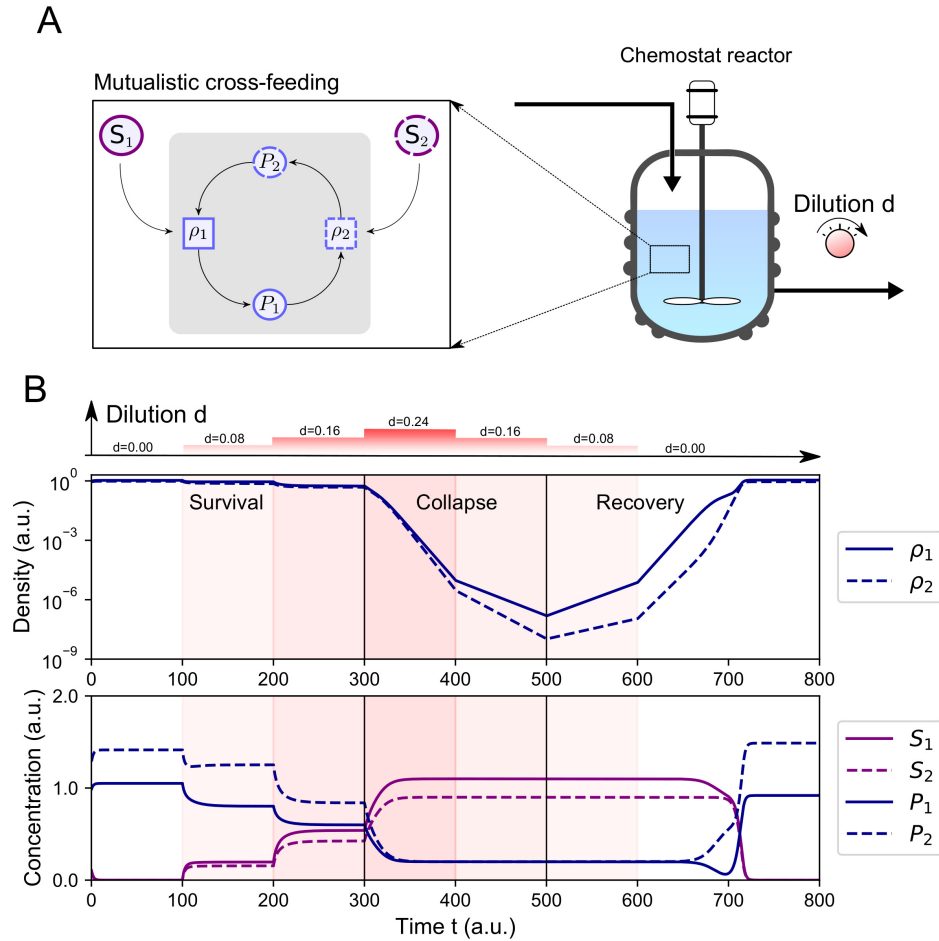 A
Chemostat reactor
Mutualistic cross-feeding
S₁
S₂
P₂
ρ₁
ρ₂
P₁
Dilution d
B
Dilution d
d=0.00
d=0.08
d=0.16
d=0.24
d=0.16
d=0.08
d=0.00
Density (a.u.)
10⁰
10⁻³
10⁻⁶
10⁻⁹
Survival
Collapse
Recovery
0 100 200 300 400 500 600 700 800
ρ₁
ρ₂
Concentration (a.u.)
2.0
1.0
0.0
0 100 200 300 400 500 600 700 800
Time t (a.u.)
S₁
S₂
P₁
P₂